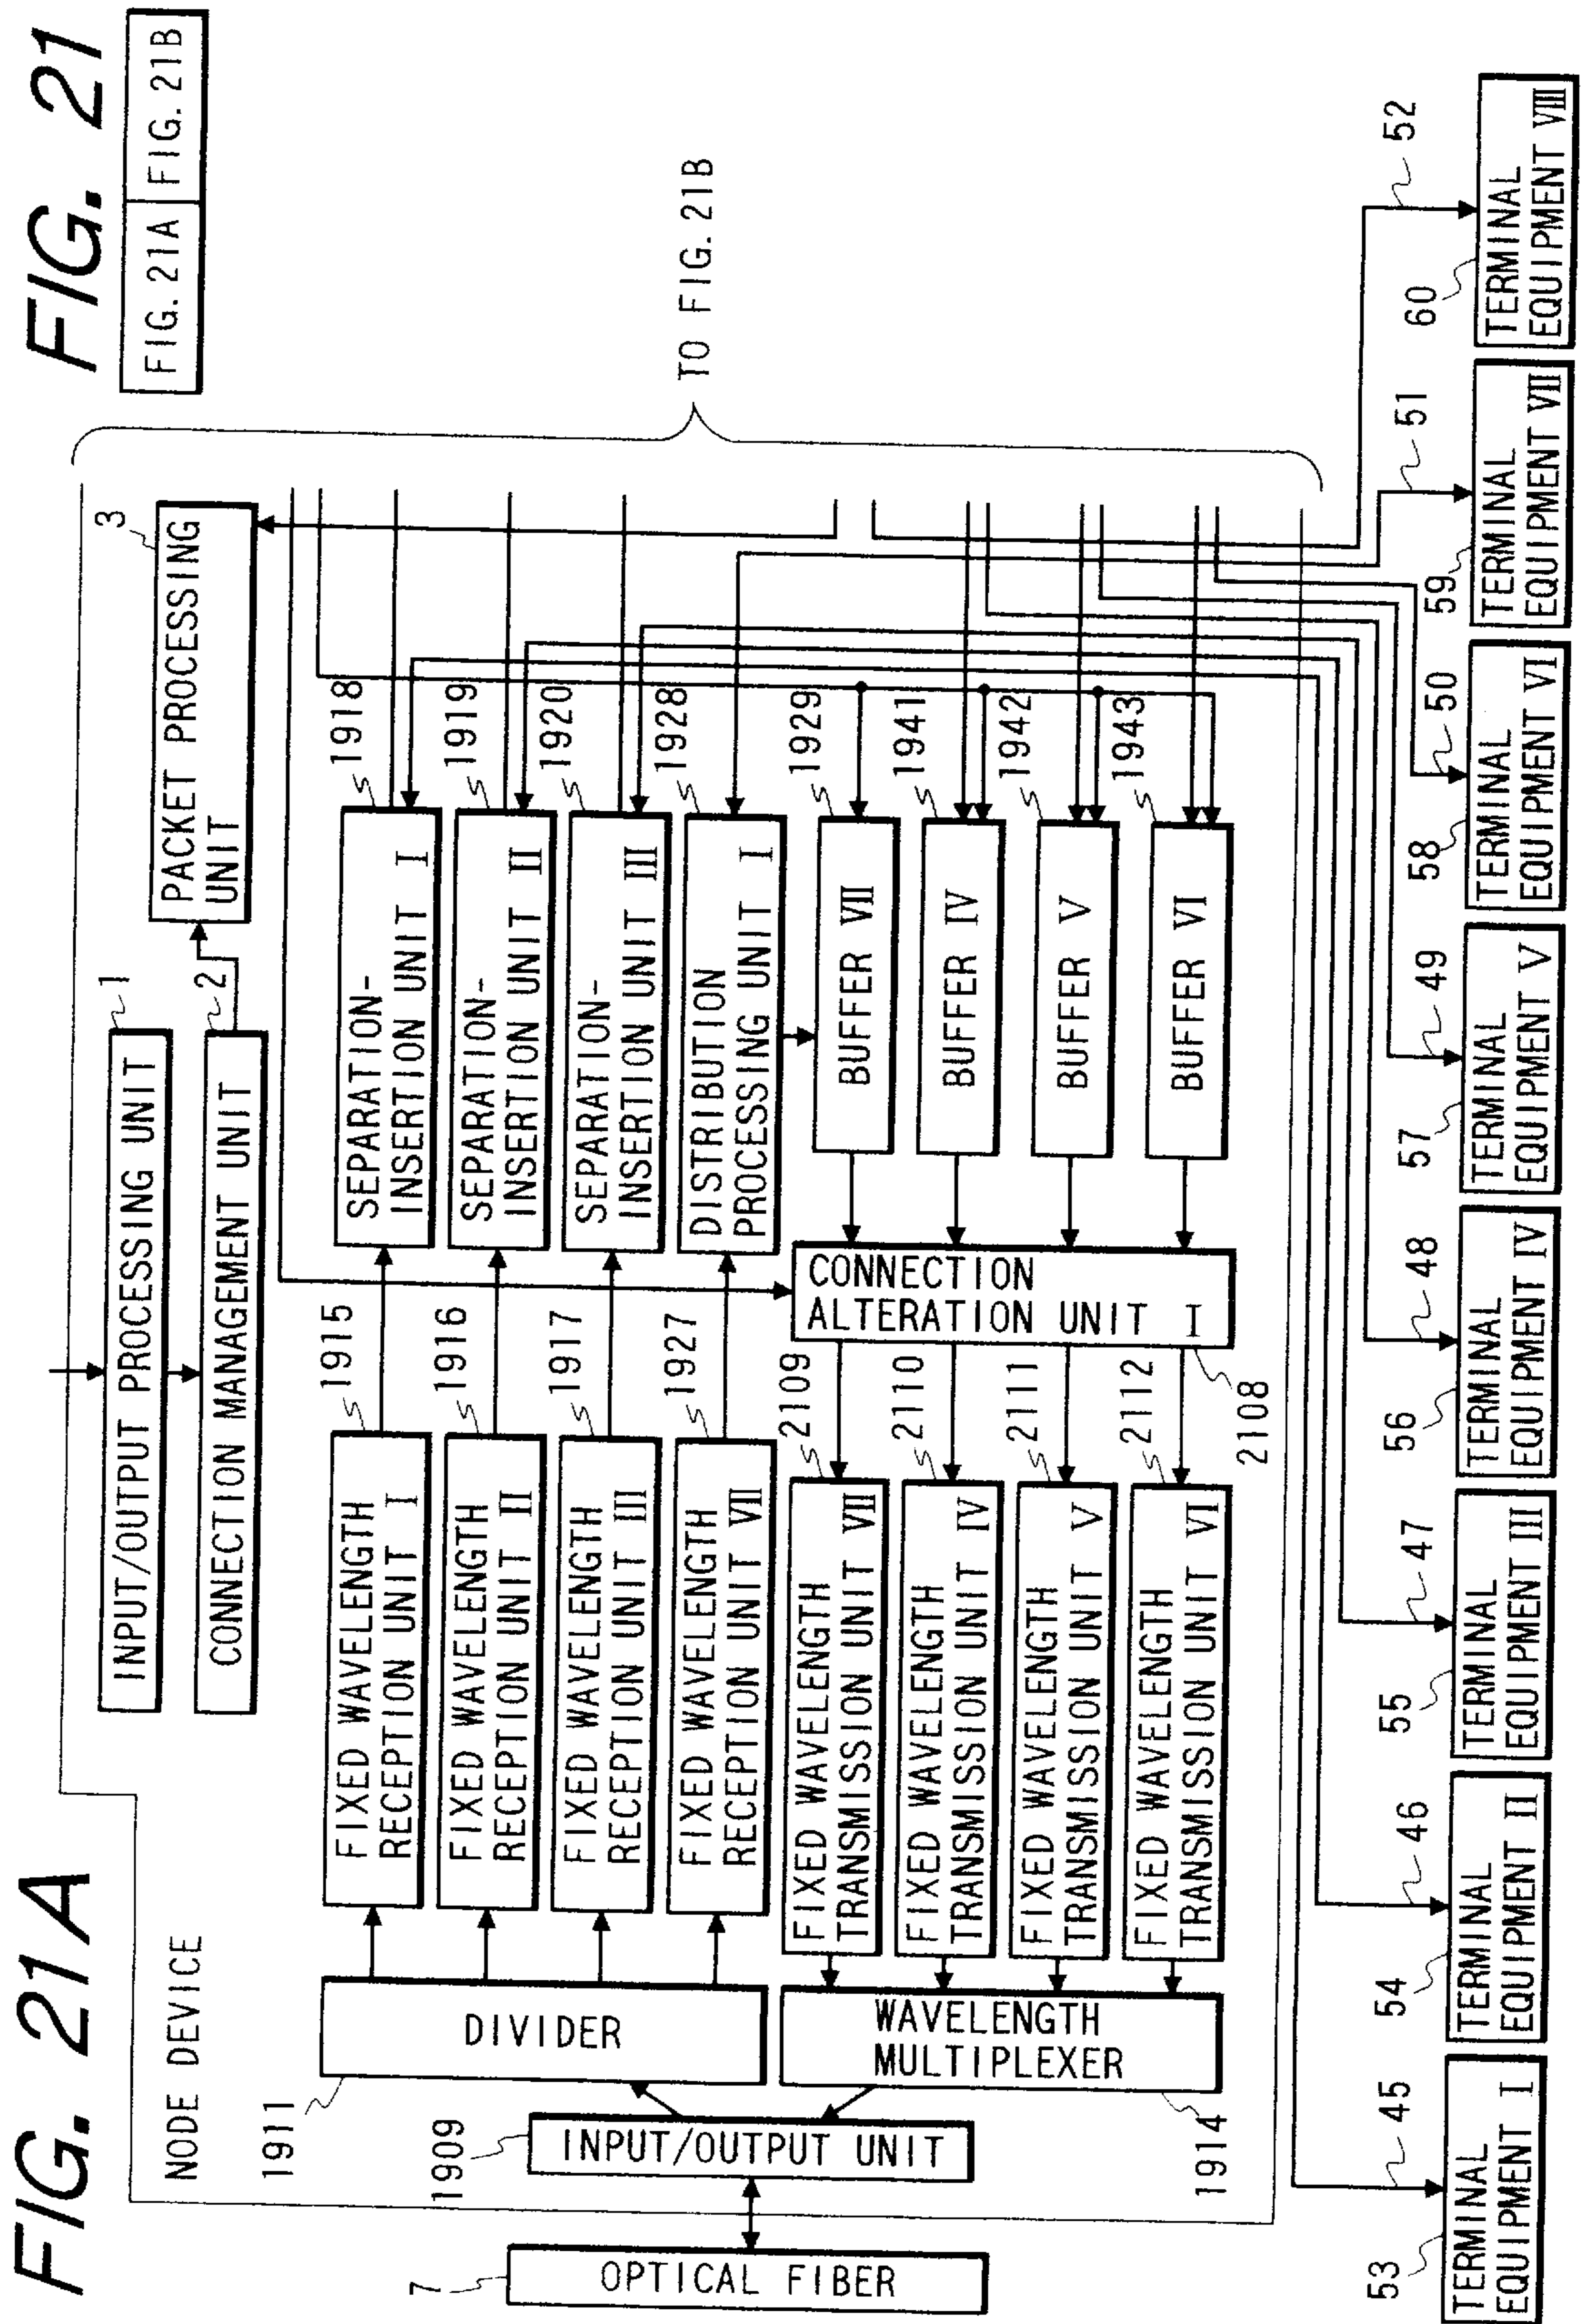 FIG. 21A
FIG. 21
FIG. 21A
FIG. 21B
NODE DEVICE
INPUT/OUTPUT PROCESSING UNIT
1
CONNECTION MANAGEMENT UNIT
2
PACKET PROCESSING
UNIT
3
TO FIG. 21B
7
OPTICAL FIBER
1909
INPUT/OUTPUT UNIT
1911
DIVIDER
1914
WAVELENGTH
MULTIPLEXER
FIXED WAVELENGTH
RECEPTION UNIT I
1915
FIXED WAVELENGTH
RECEPTION UNIT II
1916
FIXED WAVELENGTH
RECEPTION UNIT III
1917
FIXED WAVELENGTH
RECEPTION UNIT VII
1927
FIXED WAVELENGTH
TRANSMISSION UNIT VII
2109
FIXED WAVELENGTH
TRANSMISSION UNIT IV
2110
FIXED WAVELENGTH
TRANSMISSION UNIT V
2111
FIXED WAVELENGTH
TRANSMISSION UNIT VI
2112
SEPARATION-
INSERTION UNIT I
1918
SEPARATION-
INSERTION UNIT II
1919
SEPARATION-
INSERTION UNIT III
1920
DISTRIBUTION
PROCESSING UNIT I
1928
CONNECTION
ALTERATION UNIT I
2108
BUFFER VII
1929
BUFFER IV
1941
BUFFER V
1942
BUFFER VI
1943
53
TERMINAL
EQUIPMENT I
45
54
TERMINAL
EQUIPMENT II
46
55
TERMINAL
EQUIPMENT III
47
56
TERMINAL
EQUIPMENT IV
48
57
TERMINAL
EQUIPMENT V
49
58
TERMINAL
EQUIPMENT VI
50
59
TERMINAL
EQUIPMENT VII
51
60
TERMINAL
EQUIPMENT VIII
52